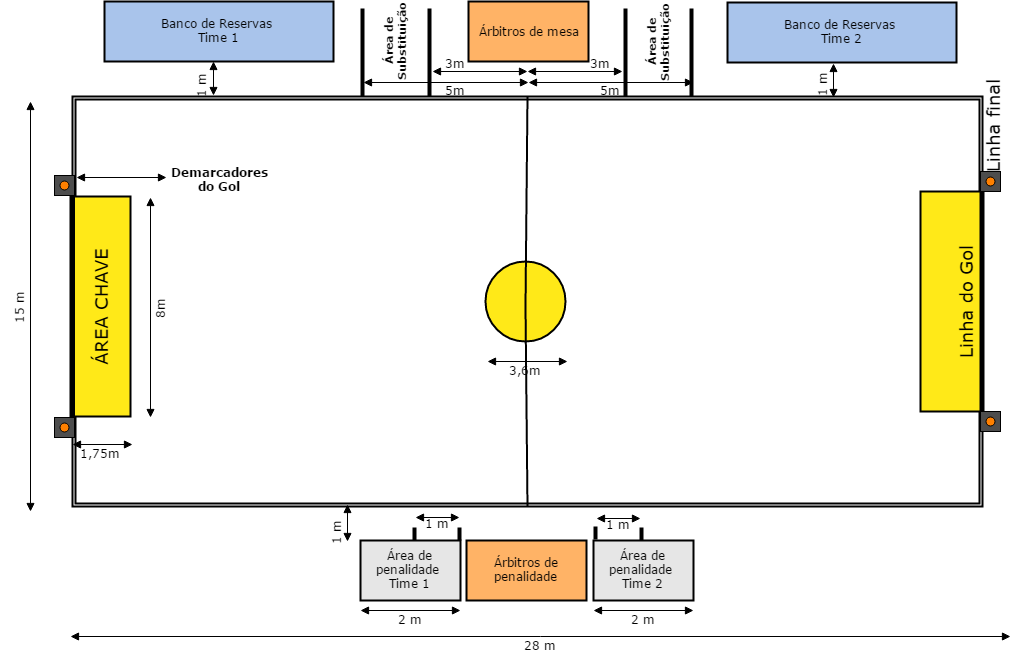 Banco de Reservas
Time 1
Área de
Substituição
Árbitros de mesa
Área de
Substituição
Banco de Reservas
Time 2
3m
3m
5m
5m
1 m
1 m
Linha final
Demarcadores
do Gol
ÁREA CHAVE
8m
15 m
Linha do Gol
3,6m
1,75m
1 m
1 m
1 m
Área de
penalidade
Time 1
Árbitros de
penalidade
Área de
penalidade
Time 2
2 m
2 m
28 m